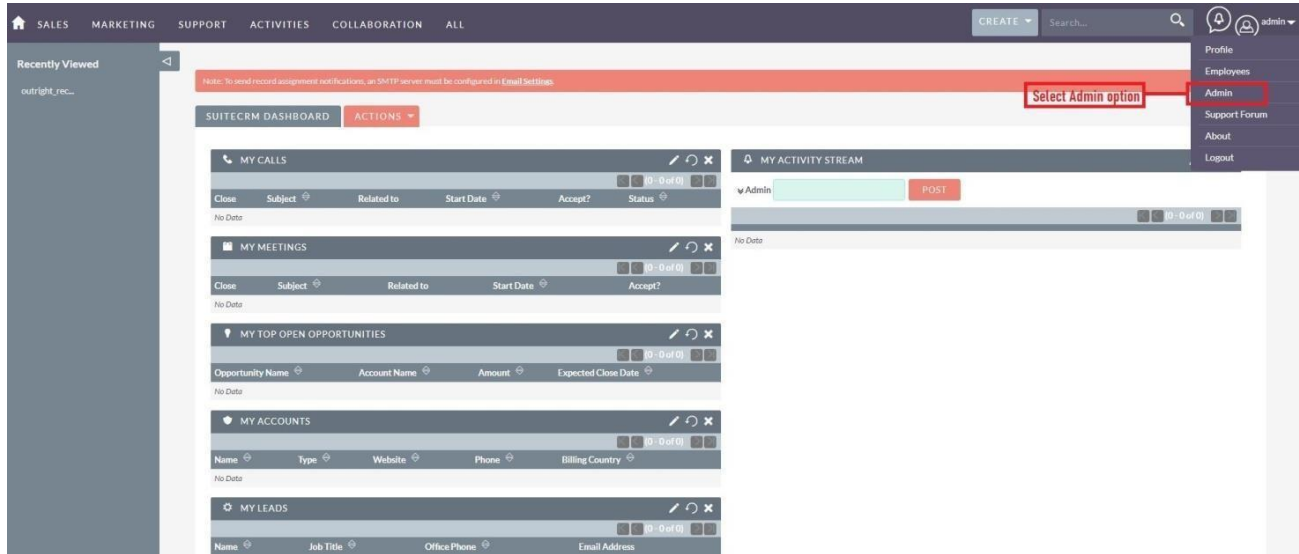 SALES MARKETING SUPPORT ACTIVITIES COLLABORATION ALL CREATE Search... admin
Recently Viewed
outright_rec...
Profile
Employees
Admin
Support Forum
About
Logout
Select Admin option
Note: To send record assignment notifications, an SMTP server must be configured in Email Settings.
SUITECRM DASHBOARD ACTIONS
MY CALLS
(0 - 0 of 0)
Close Subject Related to Start Date Accept? Status
No Data
MY MEETINGS
(0 - 0 of 0)
Close Subject Related to Start Date Accept?
No Data
MY TOP OPEN OPPORTUNITIES
(0 - 0 of 0)
Opportunity Name Account Name Amount Expected Close Date
No Data
MY ACCOUNTS
(0 - 0 of 0)
Name Type Website Phone Billing Country
No Data
MY LEADS
(0 - 0 of 0)
Name Job Title Office Phone Email Address
MY ACTIVITY STREAM
Admin POST
(0 - 0 of 0)
No Data